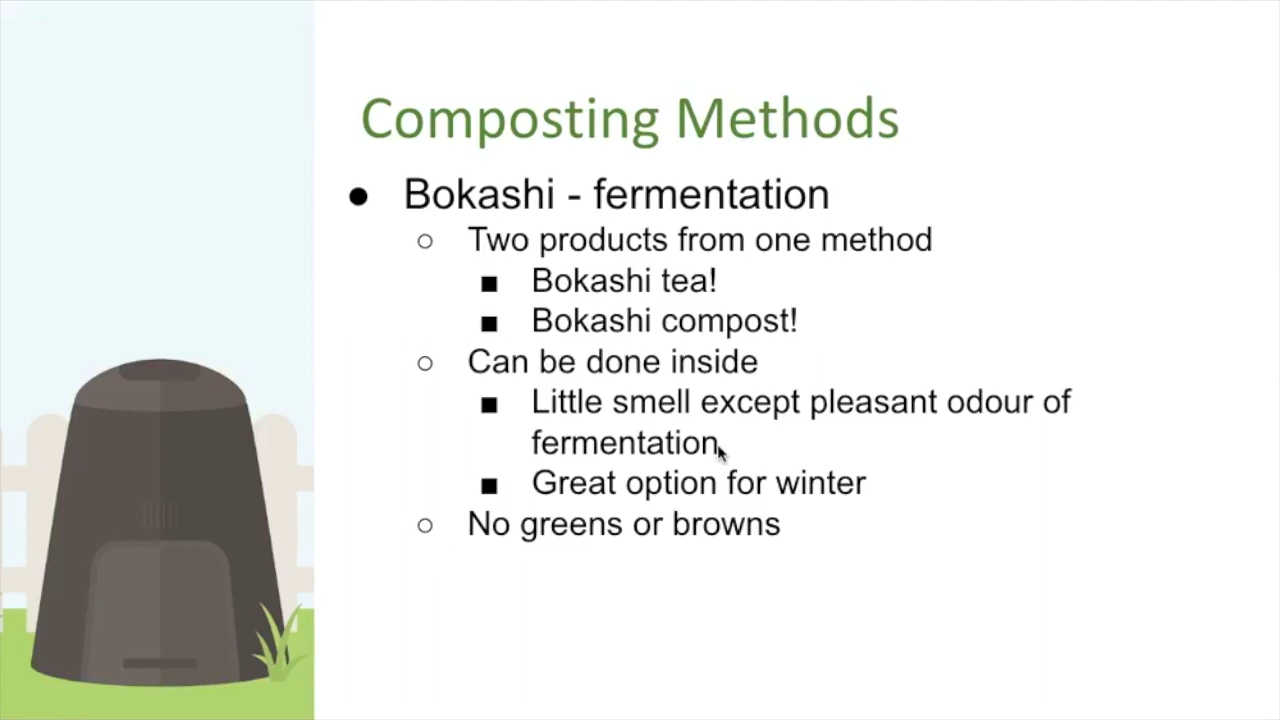 Composting Methods
● Bokashi - fermentation
○ Two products from one method
■ Bokashi tea!
■ Bokashi compost!
○ Can be done inside
■ Little smell except pleasant odour of
fermentation
■ Great option for winter
○ No greens or browns